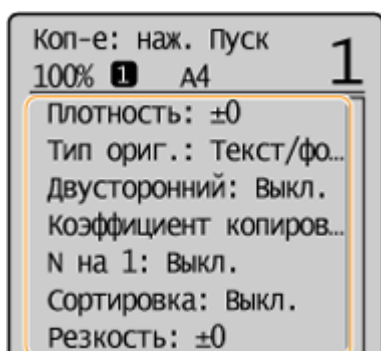 Коп-е: наж. Пуск
1
100% 1 A4
Плотность: ±0
Тип ориг.: Текст/фо...
Двусторонний: Выкл.
Коэффициент копиров...
N на 1: Выкл.
Сортировка: Выкл.
Резкость: ±0